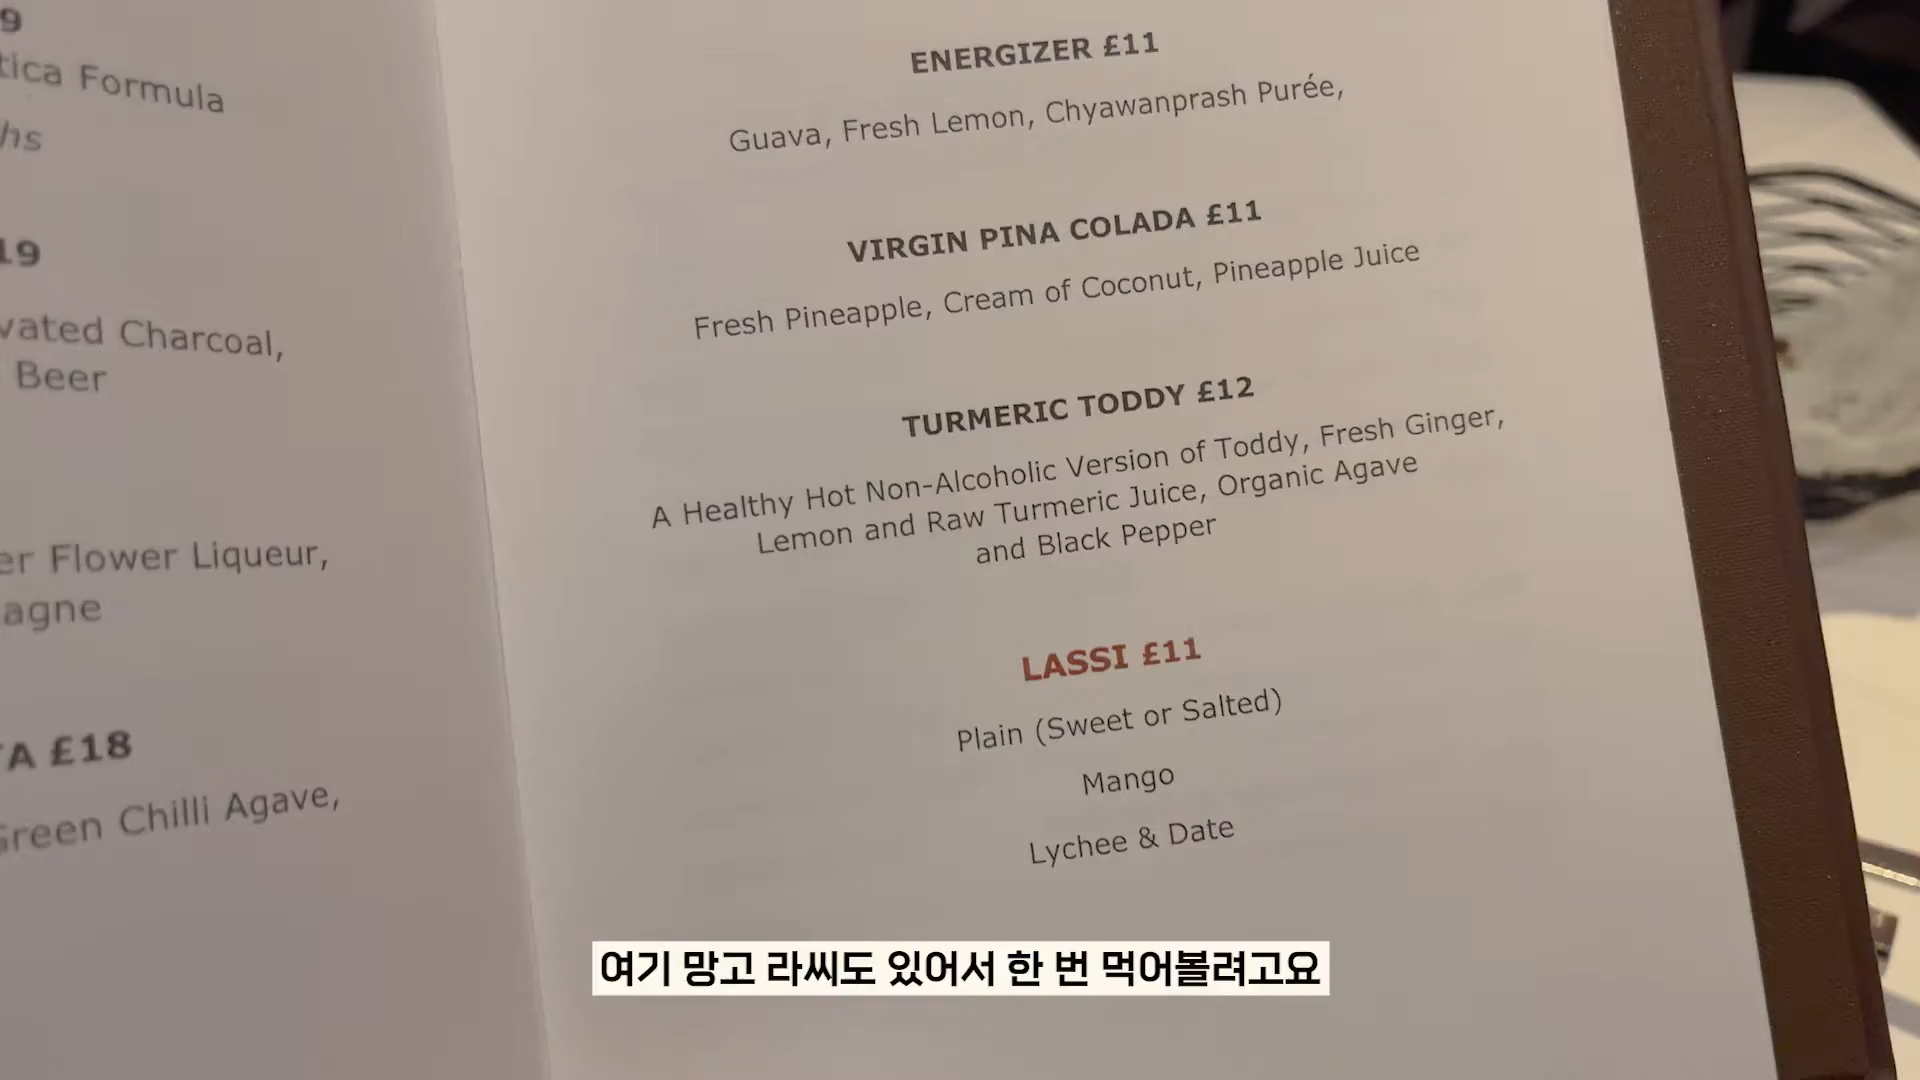 9
tica Formula
hs
19
vated Charcoal,
Beer
er Flower Liqueur,
agne
A £18
Green Chilli Agave,
ENERGIZER £11
Guava, Fresh Lemon, Chyawanprash Purée,
VIRGIN PINA COLADA £11
Fresh Pineapple, Cream of Coconut, Pineapple Juice
TURMERIC TODDY £12
A Healthy Hot Non-Alcoholic Version of Toddy, Fresh Ginger,
Lemon and Raw Turmeric Juice, Organic Agave
and Black Pepper
LASSI £11
Plain (Sweet or Salted)
Mango
Lychee & Date
여기 망고 라씨도 있어서 한 번 먹어볼려고요